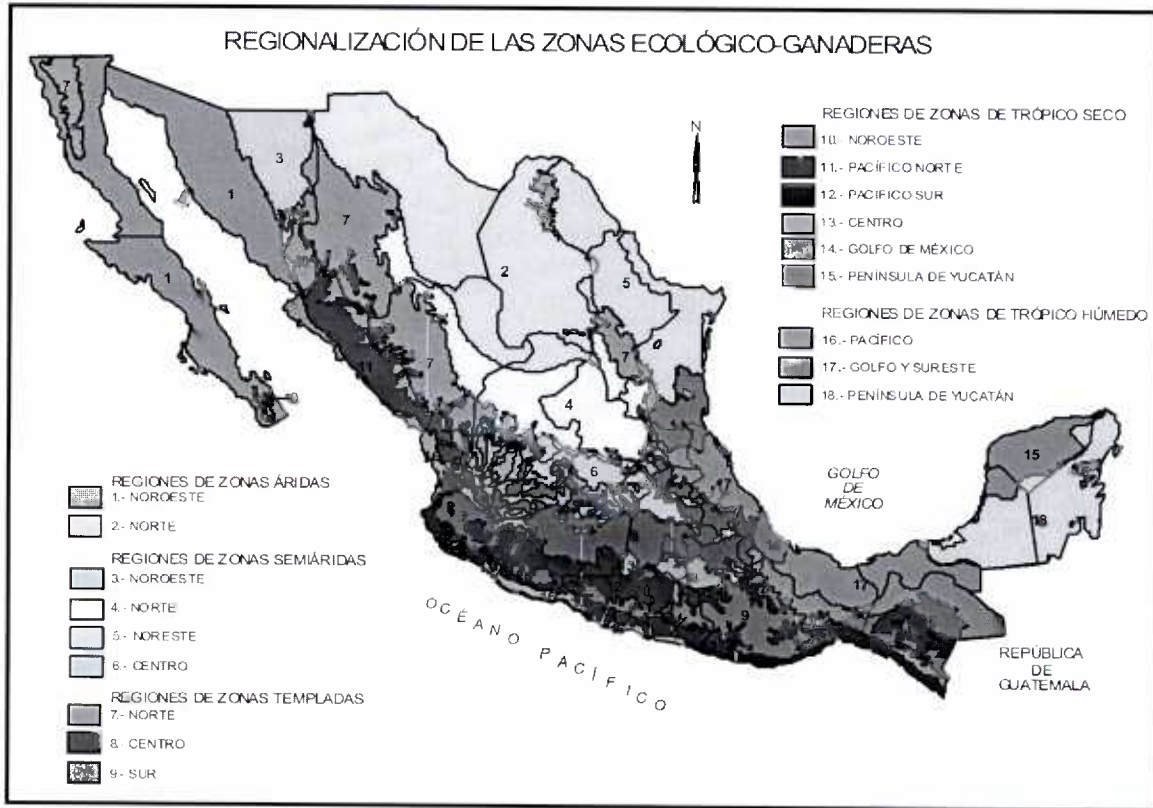 REGIONALIZACIÓN DE LAS ZONAS ECOLÓGICO-GANADERAS
N
REGIONES DE ZONAS DE TRÓPICO SECO
10.- NOROESTE
11.- PACÍFICO NORTE
12.- PACIFICO SUR
13.- CENTRO
14.- GOLFO DE MÉXICO
15.- PENÍNSULA DE YUCATÁN
REGIONES DE ZONAS DE TRÓPICO HÚMEDO
16.- PACÍFICO
17.- GOLFO Y SURESTE
18.- PENÍNSULA DE YUCATÁN
REGIONES DE ZONAS ÁRIDAS
1.- NOROESTE
2.- NORTE
REGIONES DE ZONAS SEMIÁRIDAS
3.- NOROESTE
4.- NORTE
5.- NORESTE
6.- CENTRO
REGIONES DE ZONAS TEMPLADAS
7.- NORTE
8.- CENTRO
9.- SUR
GOLFO
DE
MÉXICO
OCÉANO PACÍFICO
REPÚBLICA
DE
GUATEMALA
7
3
1
7
1
2
5
7
11
7
4
6
17
15
18
17
8
9